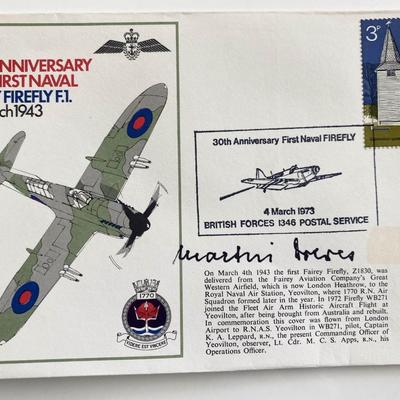 ANNIVERSARY
FIRST NAVAL
FIREFLY F.1.
ch 1943
3P
30th Anniversary First Naval FIREFLY
4 March 1973
BRITISH FORCES 1346 POSTAL SERVICE
1770
On March 4th 1943 the first Fairey Firefly, Z1830, was
delivered from the Fairey Aviation Company's Great
Western Airfield, which is now London Heathrow, to the
Royal Naval Air Station, Yeovilton, where 1770 R.N. Air
Squadron formed later in the year. In 1972 Firefly WB271
joined the Fleet Air Arm Historic Aircraft Flight at
Yeovilton, after being brought from Australia and rebuilt.
In commemoration this cover was flown from London
Airport to R.N.A.S. Yeovilton in WB271, pilot, Captain
K. A. Leppard, R.N., the present Commanding Officer of
Yeovilton, observer, Lt. Cdr. M. C. S. Apps, R.N., his
Operations Officer.